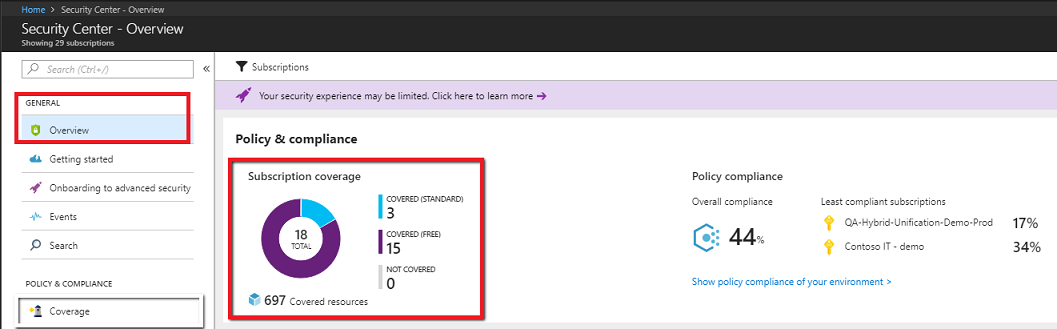 Home > Security Center - Overview
Security Center - Overview
Showing 29 subscriptions
Search (Ctrl+/)
«
GENERAL
Overview
Getting started
Onboarding to advanced security
Events
Search
POLICY & COMPLIANCE
Coverage
Subscriptions
Your security experience may be limited. Click here to learn more →
Policy & compliance
Subscription coverage
18
TOTAL
COVERED (STANDARD)
3
COVERED (FREE)
15
NOT COVERED
0
697 Covered resources
Policy compliance
Overall compliance
44%
Least compliant subscriptions
QA-Hybrid-Unification-Demo-Prod 17%
Contoso IT - demo 34%
Show policy compliance of your environment >